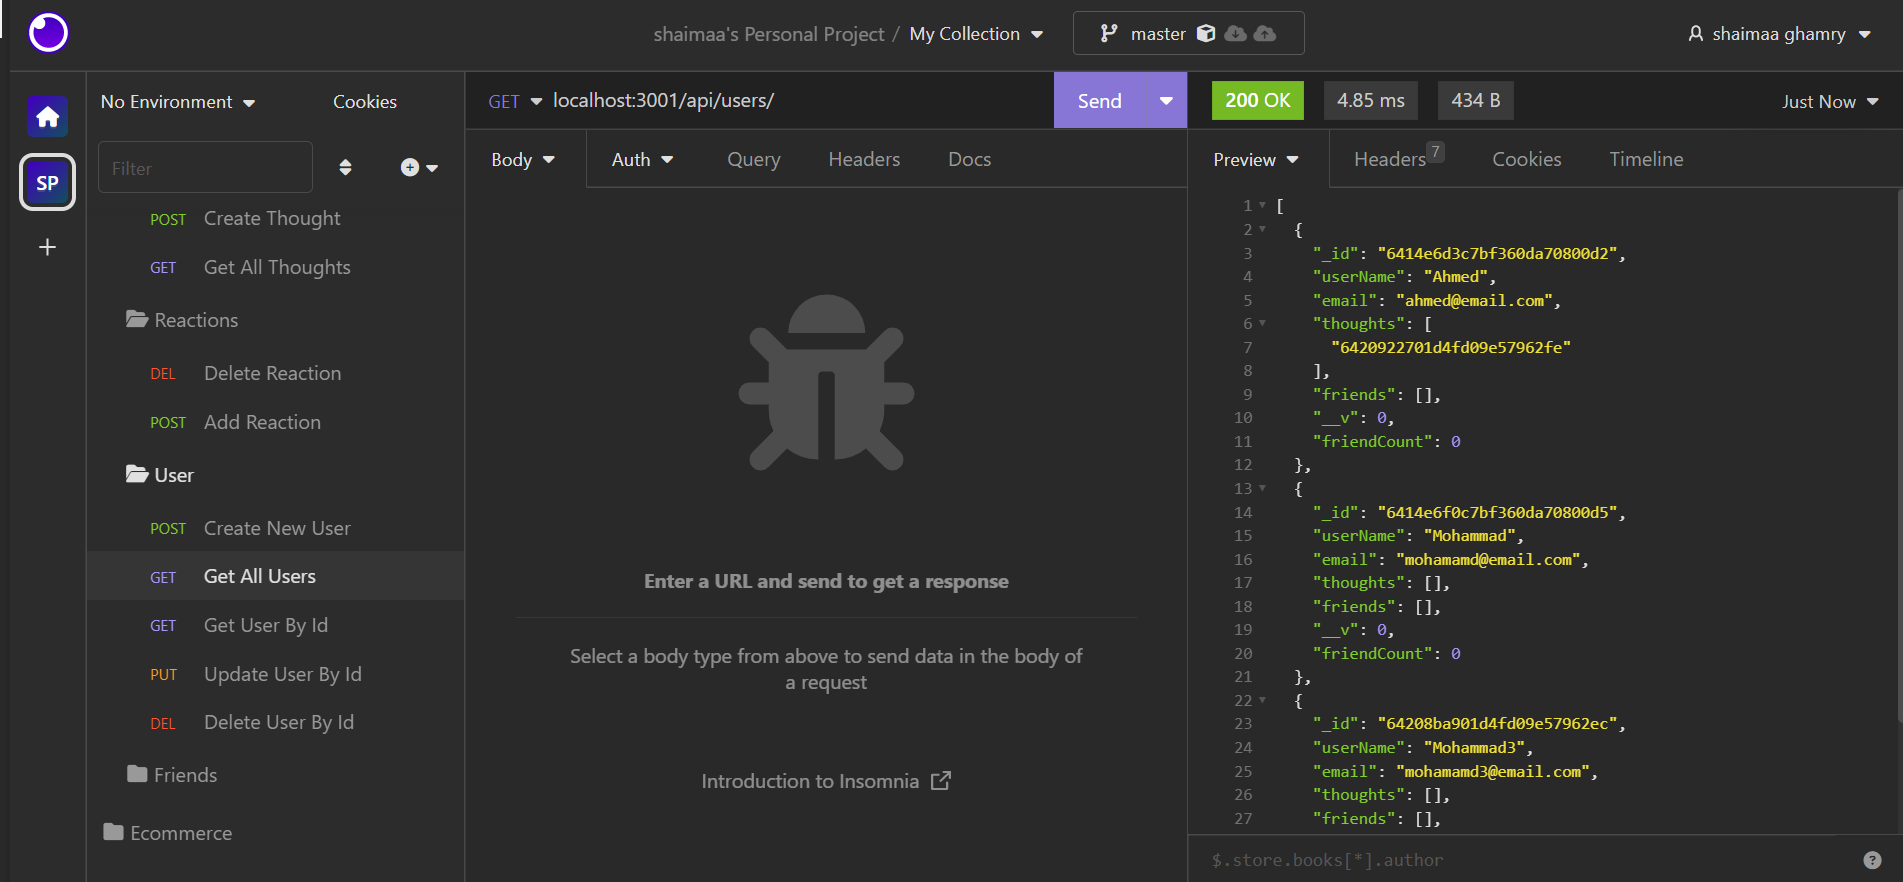 shaimaa's Personal Project / My Collection
master
shaimaa ghamry
SP
No Environment
Cookies
Filter
POST Create Thought
GET Get All Thoughts
Reactions
DEL Delete Reaction
POST Add Reaction
User
POST Create New User
GET Get All Users
GET Get User By Id
PUT Update User By Id
DEL Delete User By Id
Friends
Ecommerce
GET localhost:3001/api/users/
Send
Body
Auth
Query
Headers
Docs
Enter a URL and send to get a response
Select a body type from above to send data in the body of
a request
Introduction to Insomnia
200 OK
4.85 ms
434 B
Just Now
Preview
Headers 7
Cookies
Timeline
1 [
2 {
3 "_id": "6414e6d3c7bf360da70800d2",
4 "userName": "Ahmed",
5 "email": "ahmed@email.com",
6 "thoughts": [
7 "6420922701d4fd09e57962fe"
8 ],
9 "friends": [],
10 "__v": 0,
11 "friendCount": 0
12 },
13 {
14 "_id": "6414e6f0c7bf360da70800d5",
15 "userName": "Mohammad",
16 "email": "mohamamd@email.com",
17 "thoughts": [],
18 "friends": [],
19 "__v": 0,
20 "friendCount": 0
21 },
22 {
23 "_id": "64208ba901d4fd09e57962ec",
24 "userName": "Mohammad3",
25 "email": "mohamamd3@email.com",
26 "thoughts": [],
27 "friends": [],
$.store.books[*].author